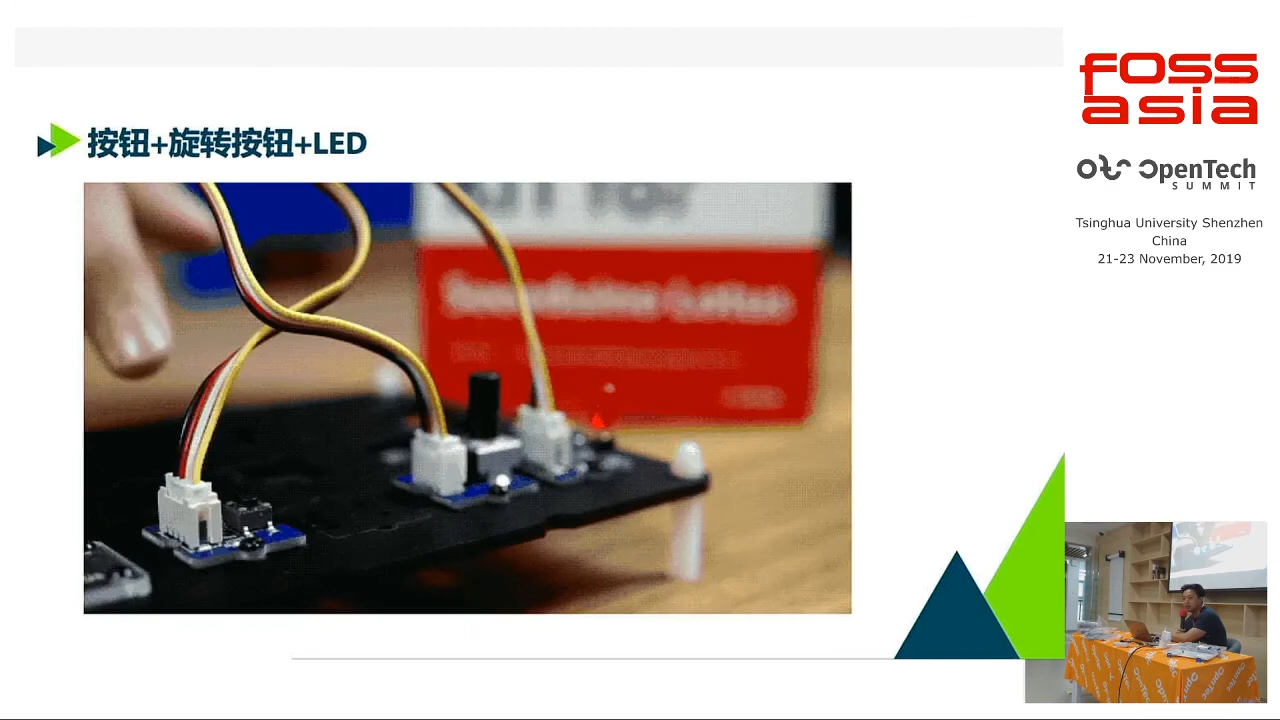 按钮+旋转按钮+LED
FOSS
asia
OpenTech
SUMMIT
Tsinghua University Shenzhen
China
21-23 November, 2019